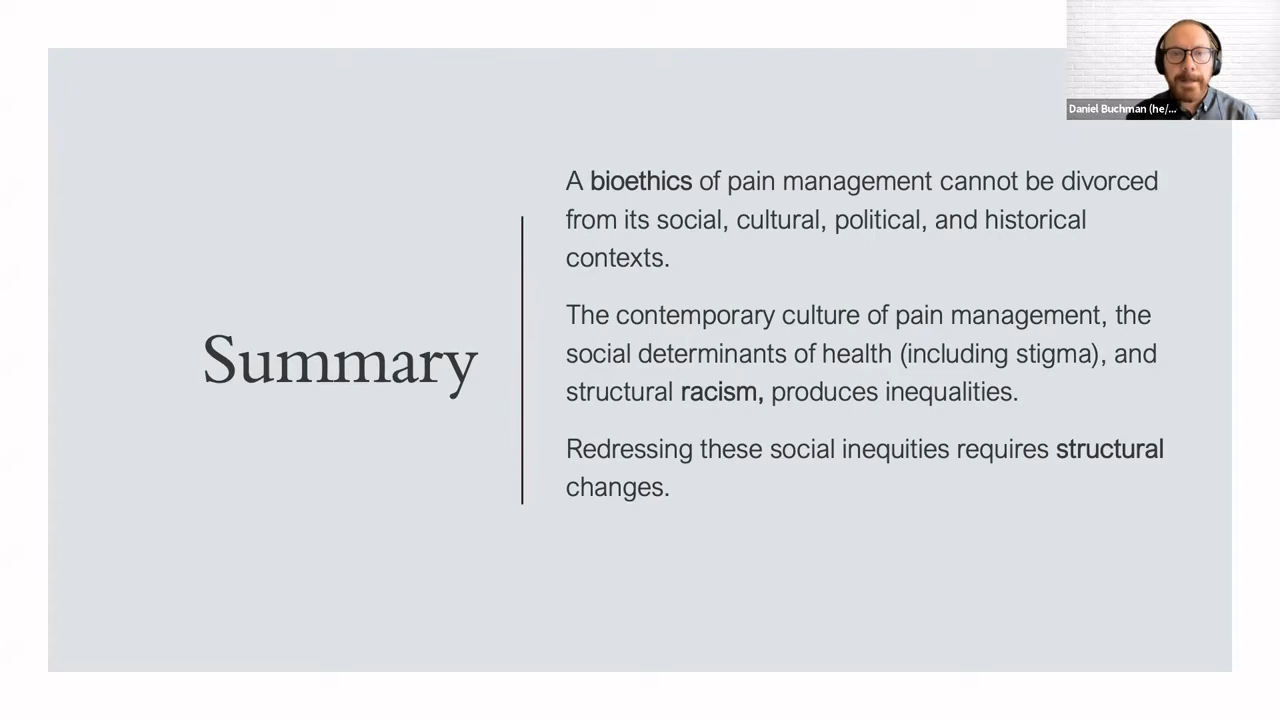 Daniel Buchman (he/...
A bioethics of pain management cannot be divorced
from its social, cultural, political, and historical
contexts.
The contemporary culture of pain management, the
social determinants of health (including stigma), and
structural racism, produces inequalities.
Redressing these social inequities requires structural
changes.
Summary